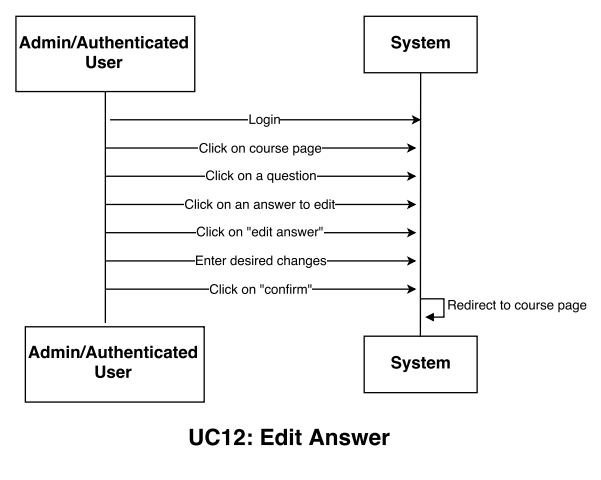 Admin/Authenticated
User
System
Login
Click on course page
Click on a question
Click on an answer to edit
Click on "edit answer"
Enter desired changes
Click on "confirm"
Redirect to course page
Admin/Authenticated
User
System
UC12: Edit Answer